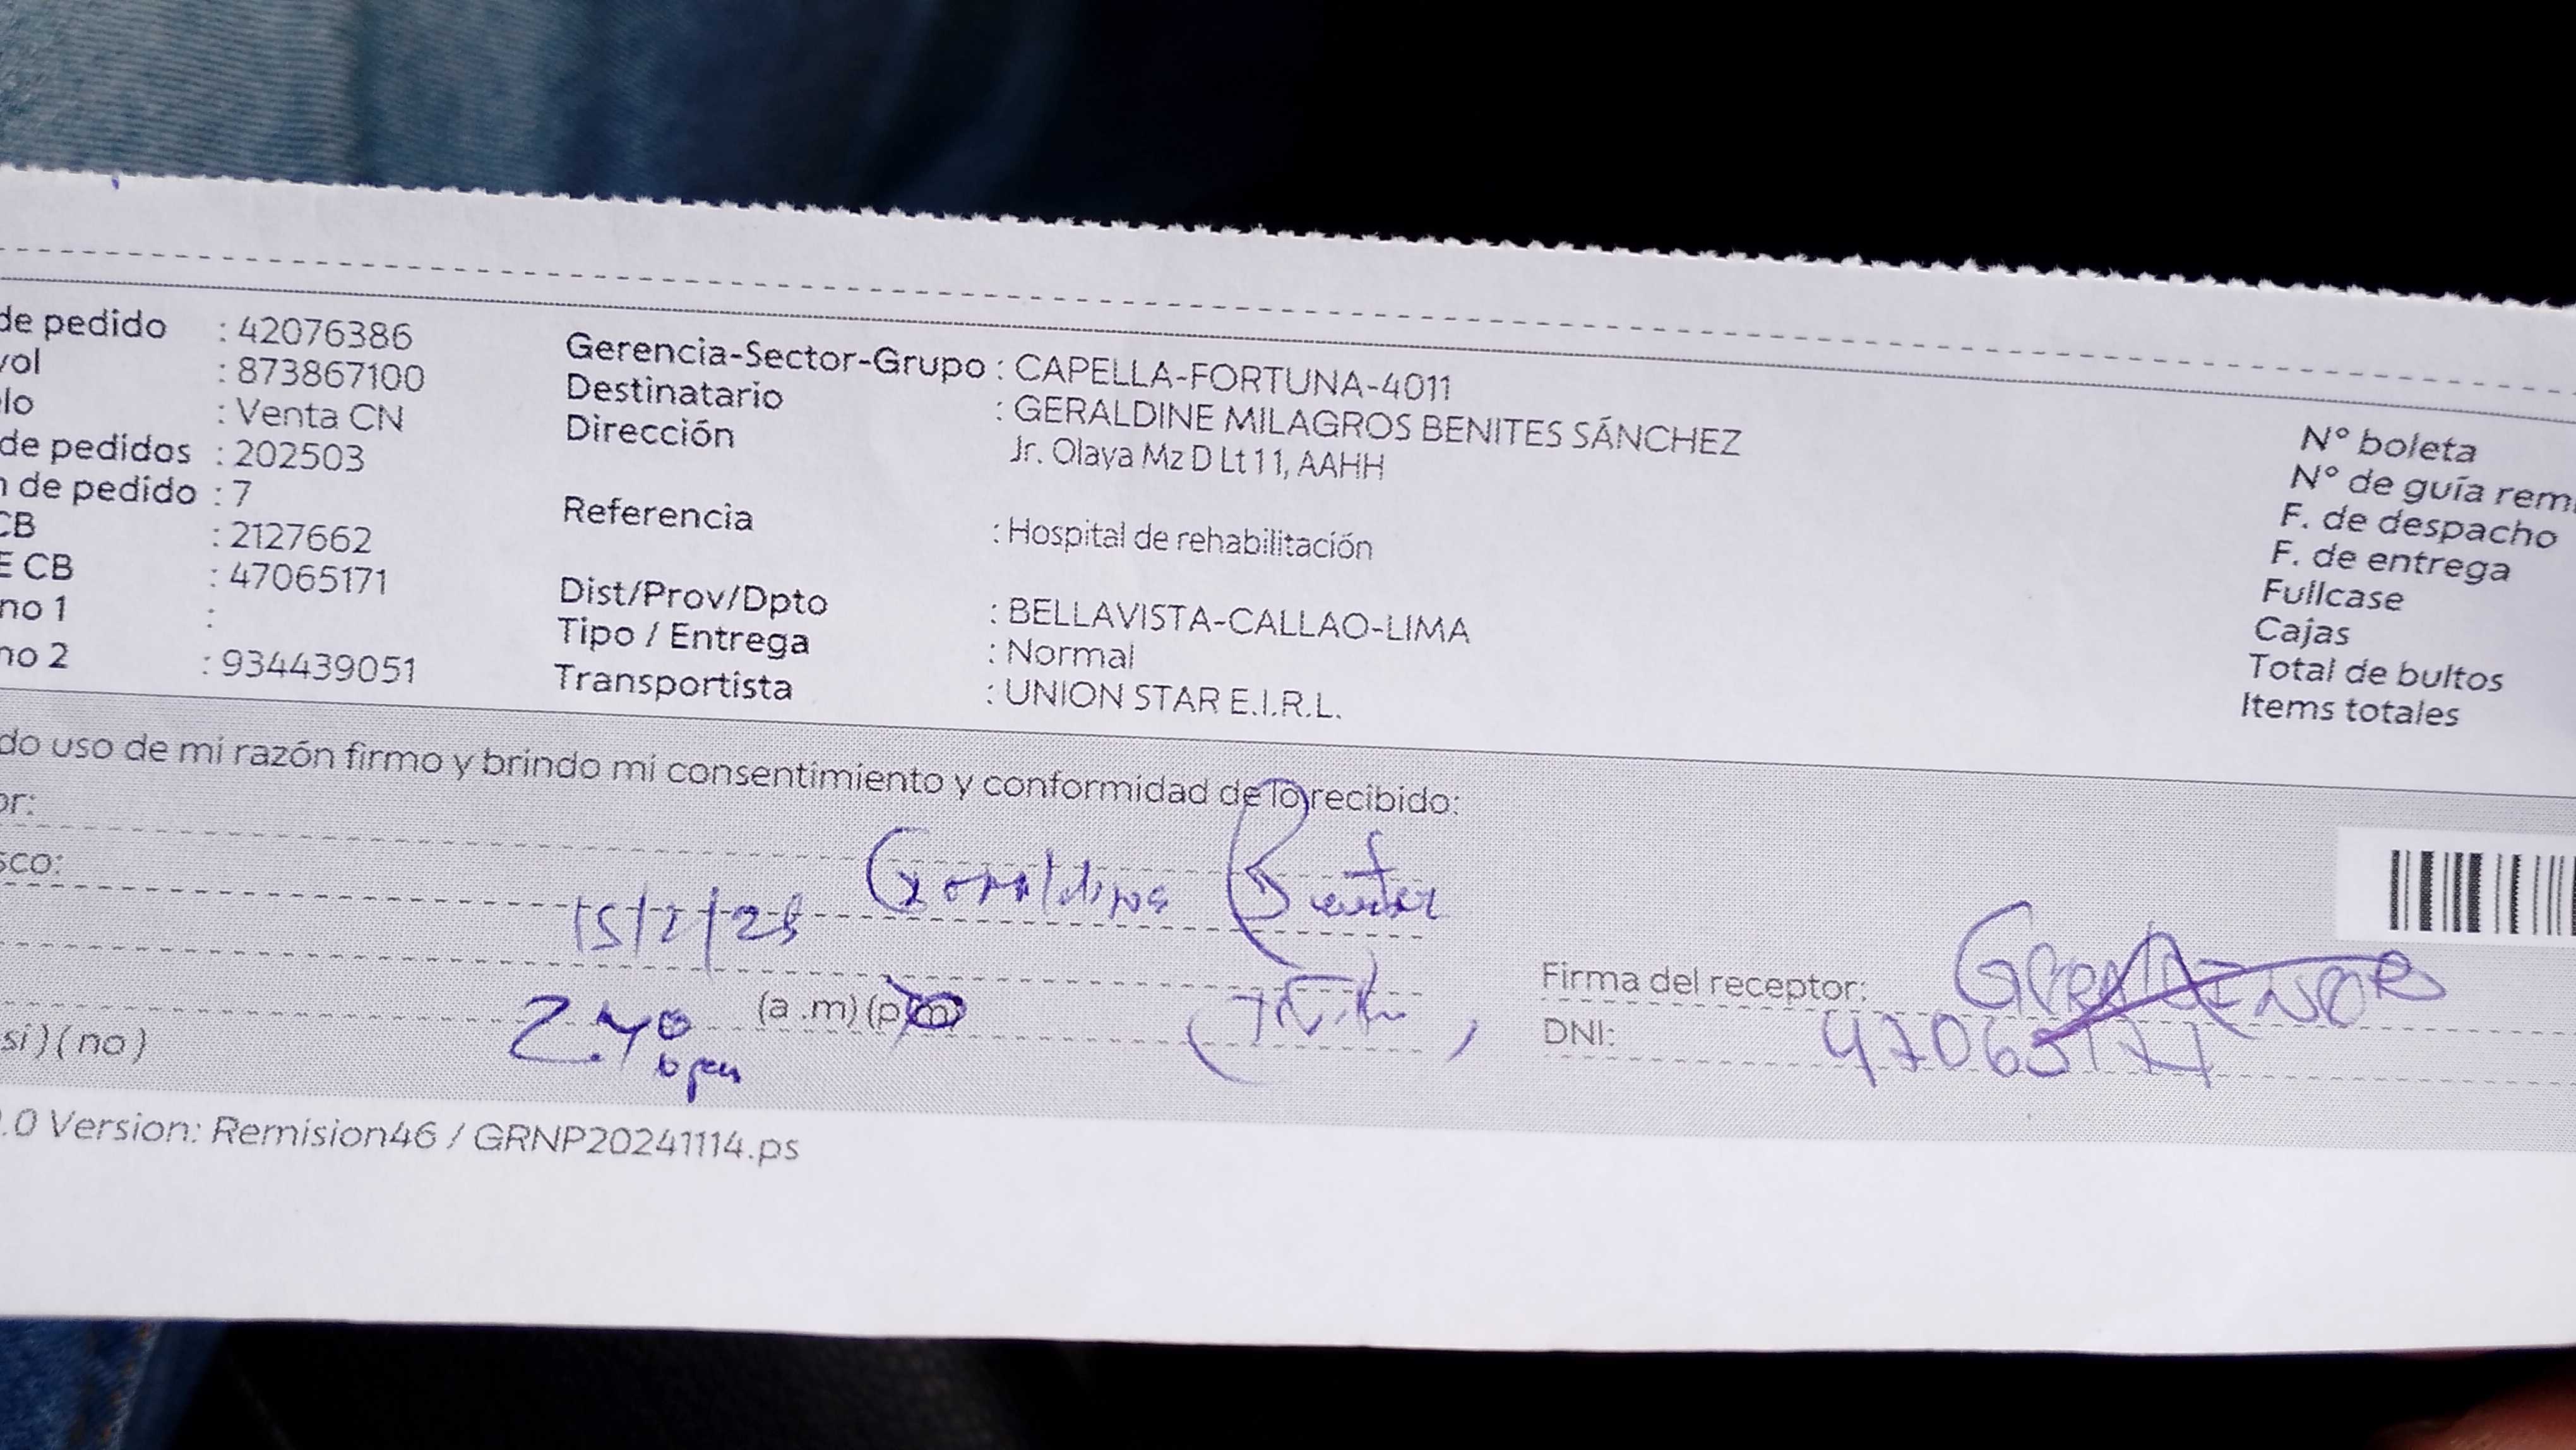 de pedido : 42076386
vol : 873867100
elo : Venta CN
de pedidos : 202503
n de pedido : 7
CB : 2127662
E CB : 47065171
no 1 :
no 2 : 934439051
Gerencia-Sector-Grupo : CAPELLA-FORTUNA-4011
Destinatario : GERALDINE MILAGROS BENITES SÁNCHEZ
Dirección Jr. Olaya Mz D Lt 11, AAHH
Referencia : Hospital de rehabilitación
Dist/Prov/Dpto : BELLAVISTA-CALLAO-LIMA
Tipo / Entrega : Normal
Transportista : UNION STAR E.I.R.L.
N° boleta
N° de guía remi
F. de despacho
F. de entrega
Fullcase
Cajas
Total de bultos
Items totales
do uso de mi razón firmo y brindo mi consentimiento y conformidad de lo recibido:
or: Geraldine
sco:
2.40 (a .m) (p.m)
si ) ( no )
Firma del receptor:
DNI: 47065171
.0 Version: Remision46 / GRNP20241114.ps